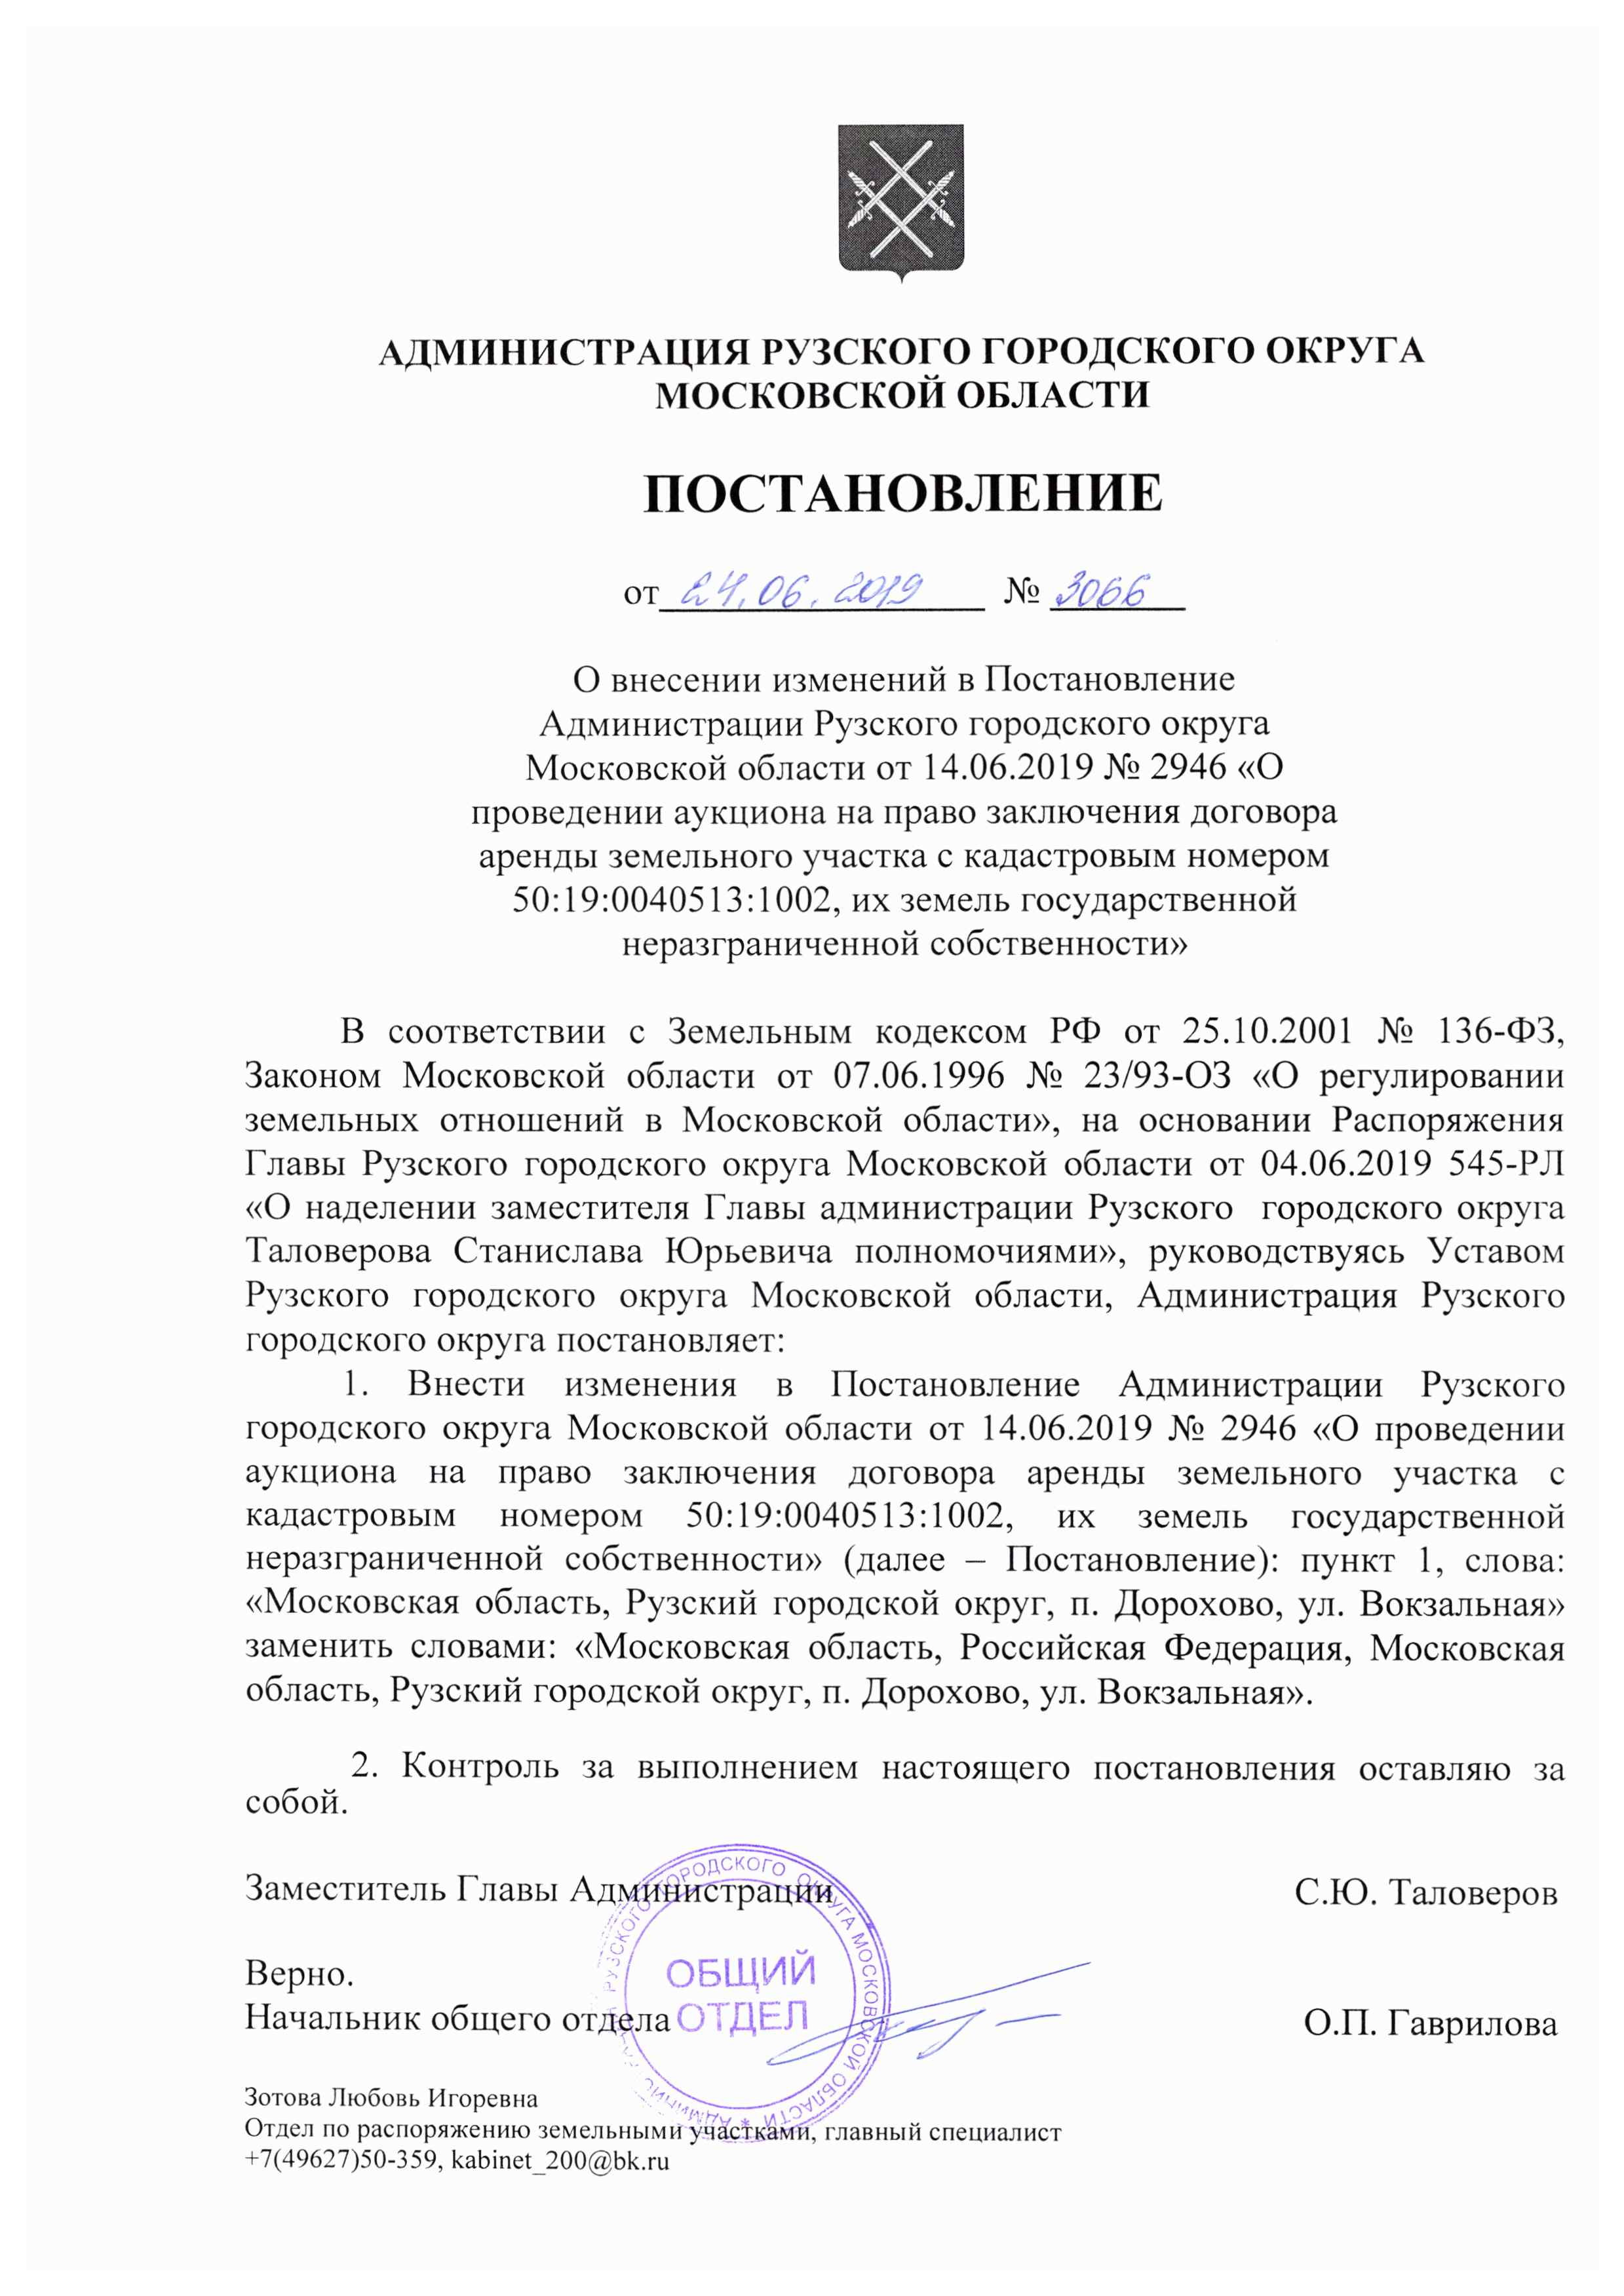 АДМИНИСТРАЦИЯ РУЗСКОГО ГОРОДСКОГО ОКРУГА
МОСКОВСКОЙ ОБЛАСТИ
ПОСТАНОВЛЕНИЕ
от 24.06.2019 № 3066
О внесении изменений в Постановление
Администрации Рузского городского округа
Московской области от 14.06.2019 № 2946 «О
проведении аукциона на право заключения договора
аренды земельного участка с кадастровым номером
50:19:0040513:1002, их земель государственной
неразграниченной собственности»
В соответствии с Земельным кодексом РФ от 25.10.2001 № 136-ФЗ,
Законом Московской области от 07.06.1996 № 23/93-ОЗ «О регулировании
земельных отношений в Московской области», на основании Распоряжения
Главы Рузского городского округа Московской области от 04.06.2019 545-РЛ
«О наделении заместителя Главы администрации Рузского городского округа
Таловерова Станислава Юрьевича полномочиями», руководствуясь Уставом
Рузского городского округа Московской области, Администрация Рузского
городского округа постановляет:
1. Внести изменения в Постановление Администрации Рузского
городского округа Московской области от 14.06.2019 № 2946 «О проведении
аукциона на право заключения договора аренды земельного участка с
кадастровым номером 50:19:0040513:1002, их земель государственной
неразграниченной собственности» (далее – Постановление): пункт 1, слова:
«Московская область, Рузский городской округ, п. Дорохово, ул. Вокзальная»
заменить словами: «Московская область, Российская Федерация, Московская
область, Рузский городской округ, п. Дорохово, ул. Вокзальная».
2. Контроль за выполнением настоящего постановления оставляю за
собой.
Заместитель Главы Администрации С.Ю. Таловеров
Верно.
Начальник общего отдела О.П. Гаврилова
РУЗСКОГО ГОРОДСКОГО ОКРУГА МОСКОВСКОЙ ОБЛАСТИ *
ОБЩИЙ
ОТДЕЛ
Зотова Любовь Игоревна
Отдел по распоряжению земельными участками, главный специалист
+7(49627)50-359, kabinet_200@bk.ru